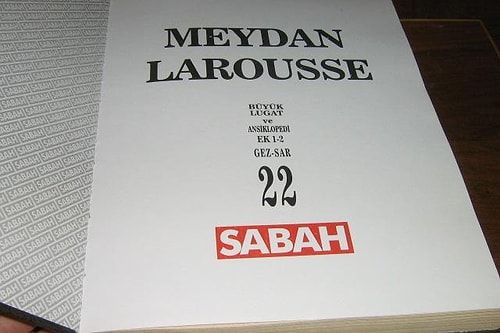 MEYDAN
LAROUSSE
BÜYÜK
LUGAT
ve
ANSİKLOPEDİ
EK 1-2
GEZ-SAR
22
SABAH